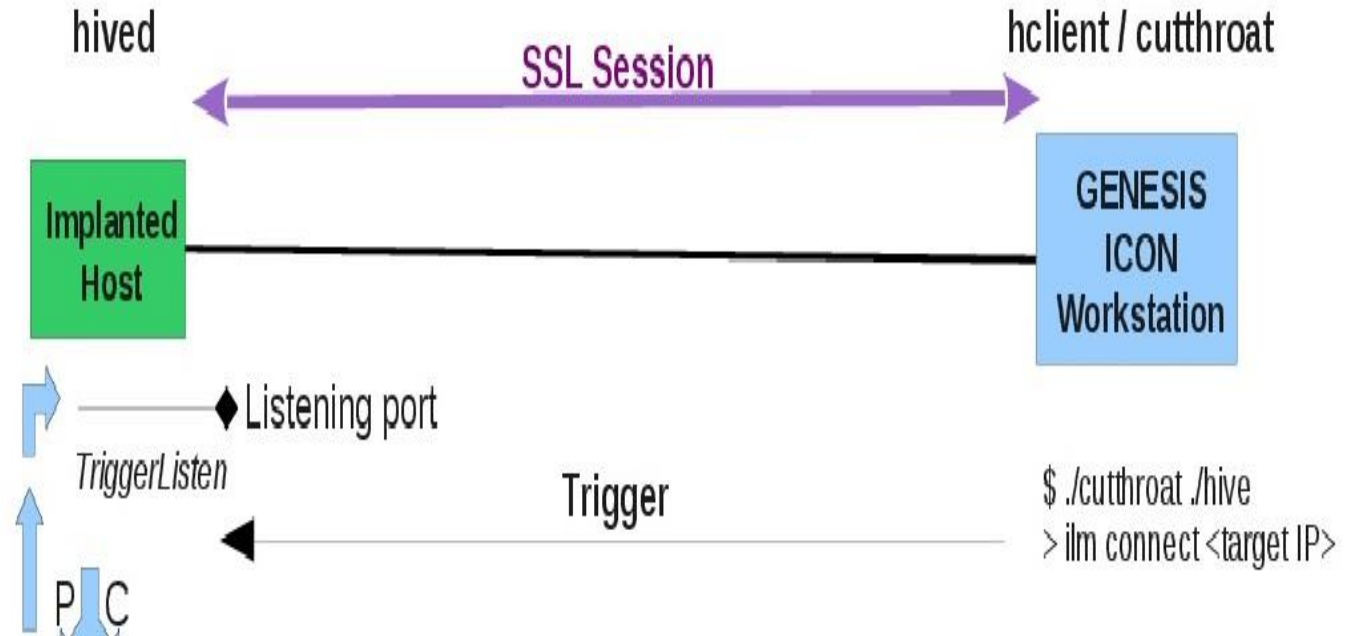 hived
hclient / cutthroat
SSL Session
Implanted
Host
GENESIS
ICON
Workstation
Listening port
TriggerListen
Trigger
$ ./cutthroat ./hive
> ilm connect <target IP>
P C